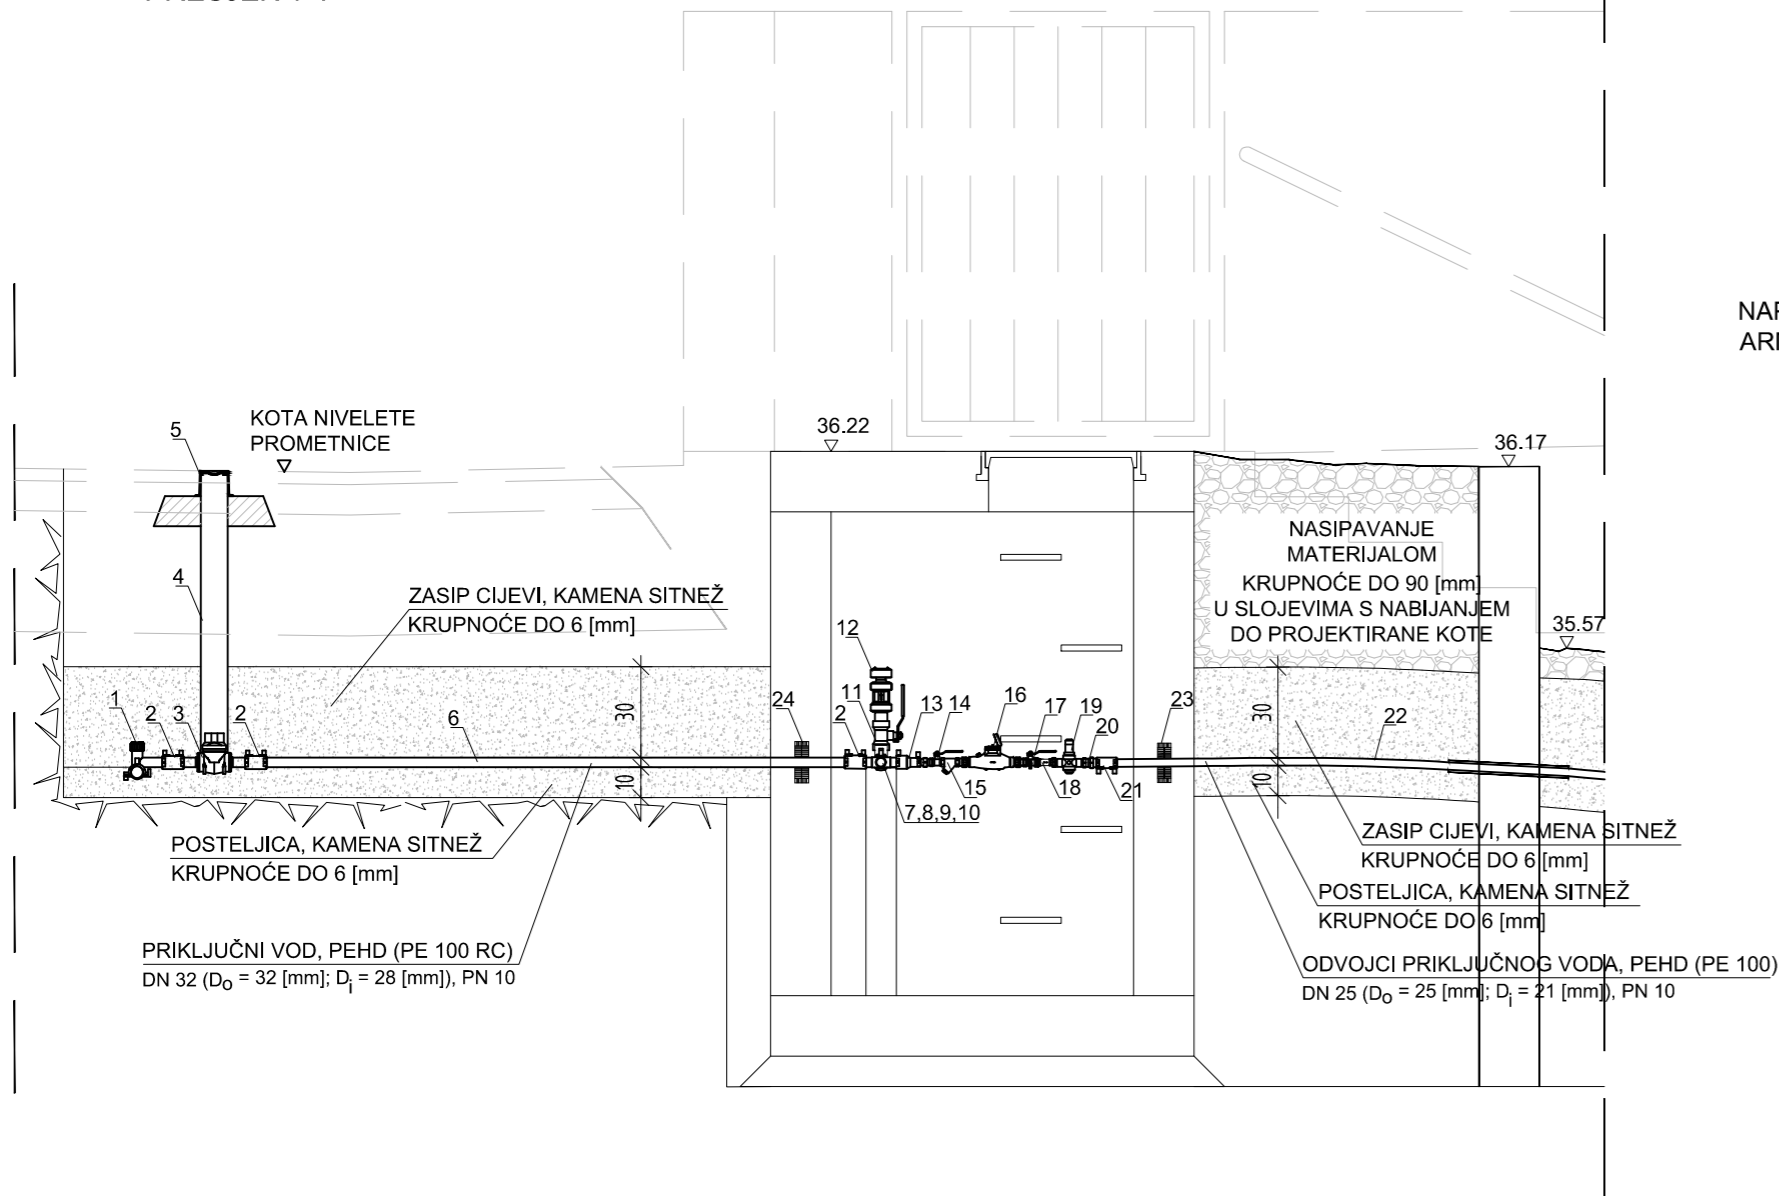 KOTA NIVELETE
PROMETNICE
5
36.22
36.17
NASIPAVANJE
MATERIJALOM
KRUPNOĆE DO 90 [mm]
U SLOJEVIMA S NABIJANJEM
DO PROJEKTIRANE KOTE
35.57
4
ZASIP CIJEVI, KAMENA SITNEŽ
KRUPNOĆE DO 6 [mm]
12
1
2
3
2
6
30
10
24
2
11
13
14
16
17
19
20
23
30
10
22
15
18
21
7,8,9,10
POSTELJICA, KAMENA SITNEŽ
KRUPNOĆE DO 6 [mm]
ZASIP CIJEVI, KAMENA SITNEŽ
KRUPNOĆE DO 6 [mm]
POSTELJICA, KAMENA SITNEŽ
KRUPNOĆE DO 6 [mm]
PRIKLJUČNI VOD, PEHD (PE 100 RC)
DN 32 (Do = 32 [mm]; Di = 28 [mm]), PN 10
ODVOJCI PRIKLJUČNOG VODA, PEHD (PE 100)
DN 25 (Do = 25 [mm]; Di = 21 [mm]), PN 10